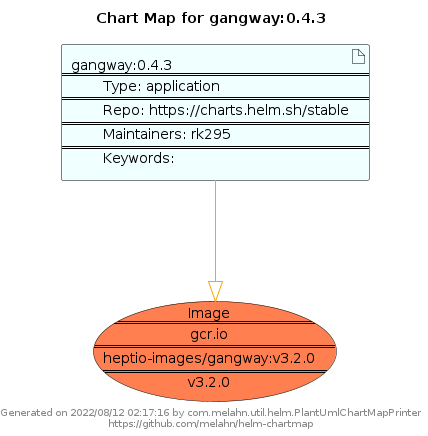 Chart Map for gangway:0.4.3
gangway:0.4.3
Type: application
Repo: https://charts.helm.sh/stable
Maintainers: rk295
Keywords:
Image
gcr.io
heptio-images/gangway:v3.2.0
v3.2.0
Generated on 2022/08/12 02:17:16 by com.melahn.util.helm.PlantUmlChartMapPrinter
https://github.com/melahn/helm-chartmap